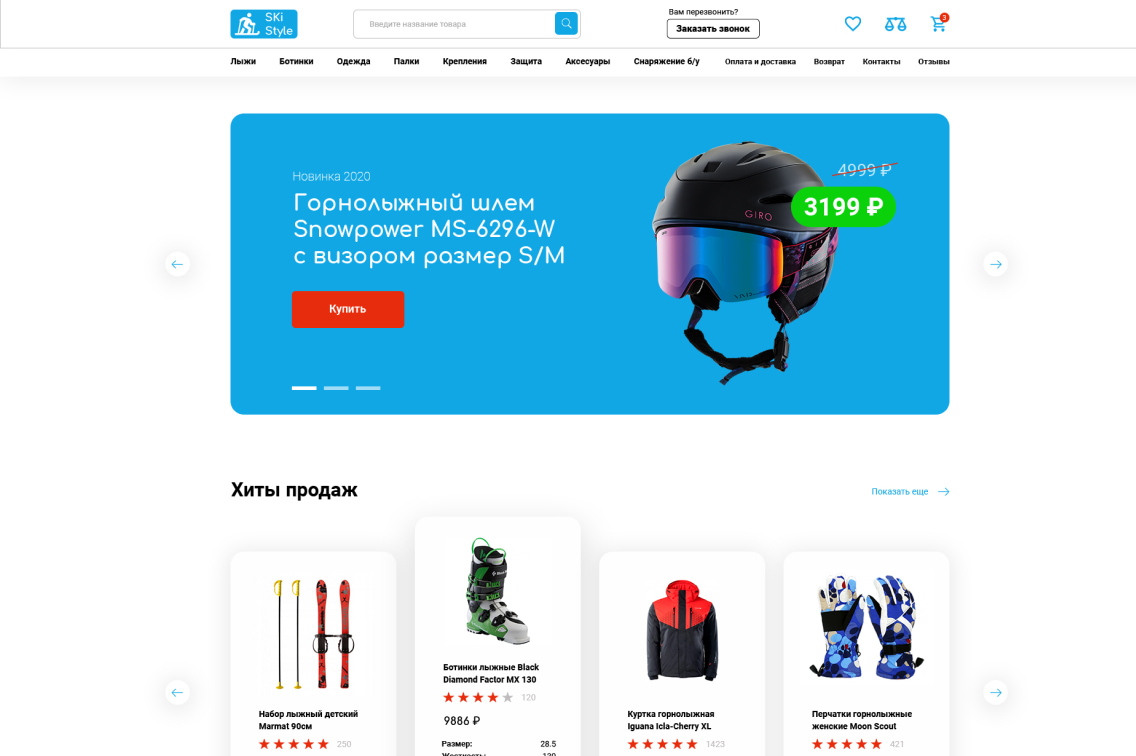 SKi
Style
Введите название товара
Вам перезвонить?
Заказать звонок
3
Лыжи Ботинки Одежда Палки Крепления Защита Аксесуары Снаряжение б/у Оплата и доставка Возврат Контакты Отзывы
Новинка 2020
Горнолыжный шлем
Snowpower MS-6296-W
с визором размер S/M
Купить
4999 ₽
3199 ₽
GIRO
Хиты продаж
Показать еще
Набор лыжный детский
Marmat 90см
250
Ботинки лыжные Black
Diamond Factor MX 130
120
9886 ₽
Размер: 28.5
Жесткость: 130
Куртка горнолыжная
Iguana Icla-Cherry XL
1423
Перчатки горнолыжные
женские Moon Scout
421